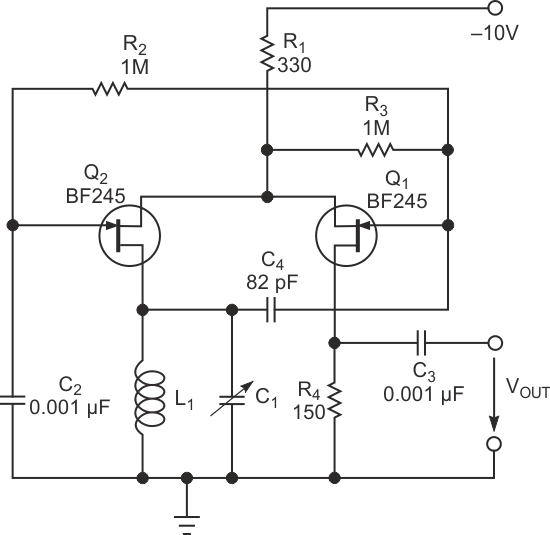 –10V
R1
330
R2
1M
R3
1M
Q2
BF245
Q1
BF245
C4
82 pF
C2
0.001 µF
L1
C1
R4
150
C3
0.001 µF
VOUT